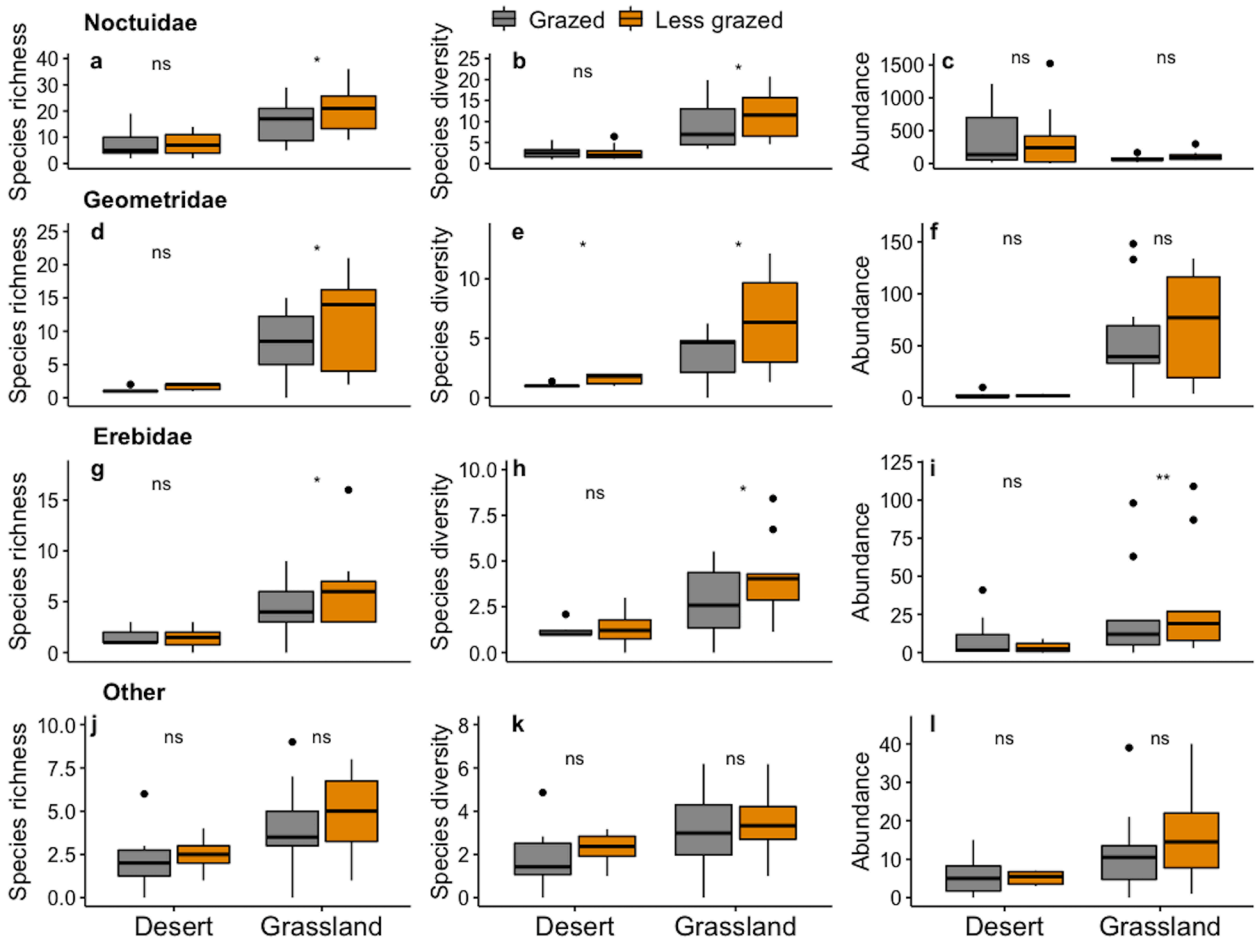 Noctuidae
Grazed Less grazed
a ns *
b ns *
c ns ns
Species richness
40
30
20
10
0
Species diversity
25
20
15
10
5
0
Abundance
1500
1000
500
0
Geometridae
d ns *
e * *
f ns ns
Species richness
25
20
15
10
5
0
Species diversity
10
5
0
Abundance
150
100
50
0
Erebidae
g ns *
h ns *
i ns **
Species richness
15
10
5
0
Species diversity
10.0
7.5
5.0
2.5
0.0
Abundance
125
100
75
50
25
0
Other
j ns ns
k ns ns
l ns ns
Species richness
10.0
7.5
5.0
2.5
0.0
Species diversity
8
6
4
2
0
Abundance
40
30
20
10
0
Desert Grassland
Desert Grassland
Desert Grassland